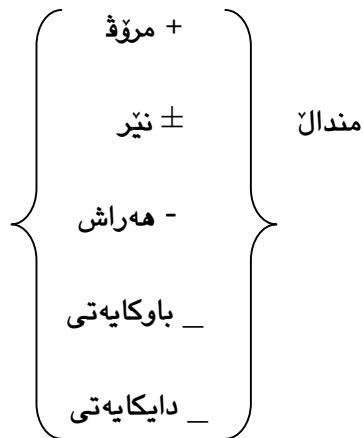 + مرۆڤ
± نێر
منداڵ
- هەراش
_ باوکایەتی
_ دایکایەتی